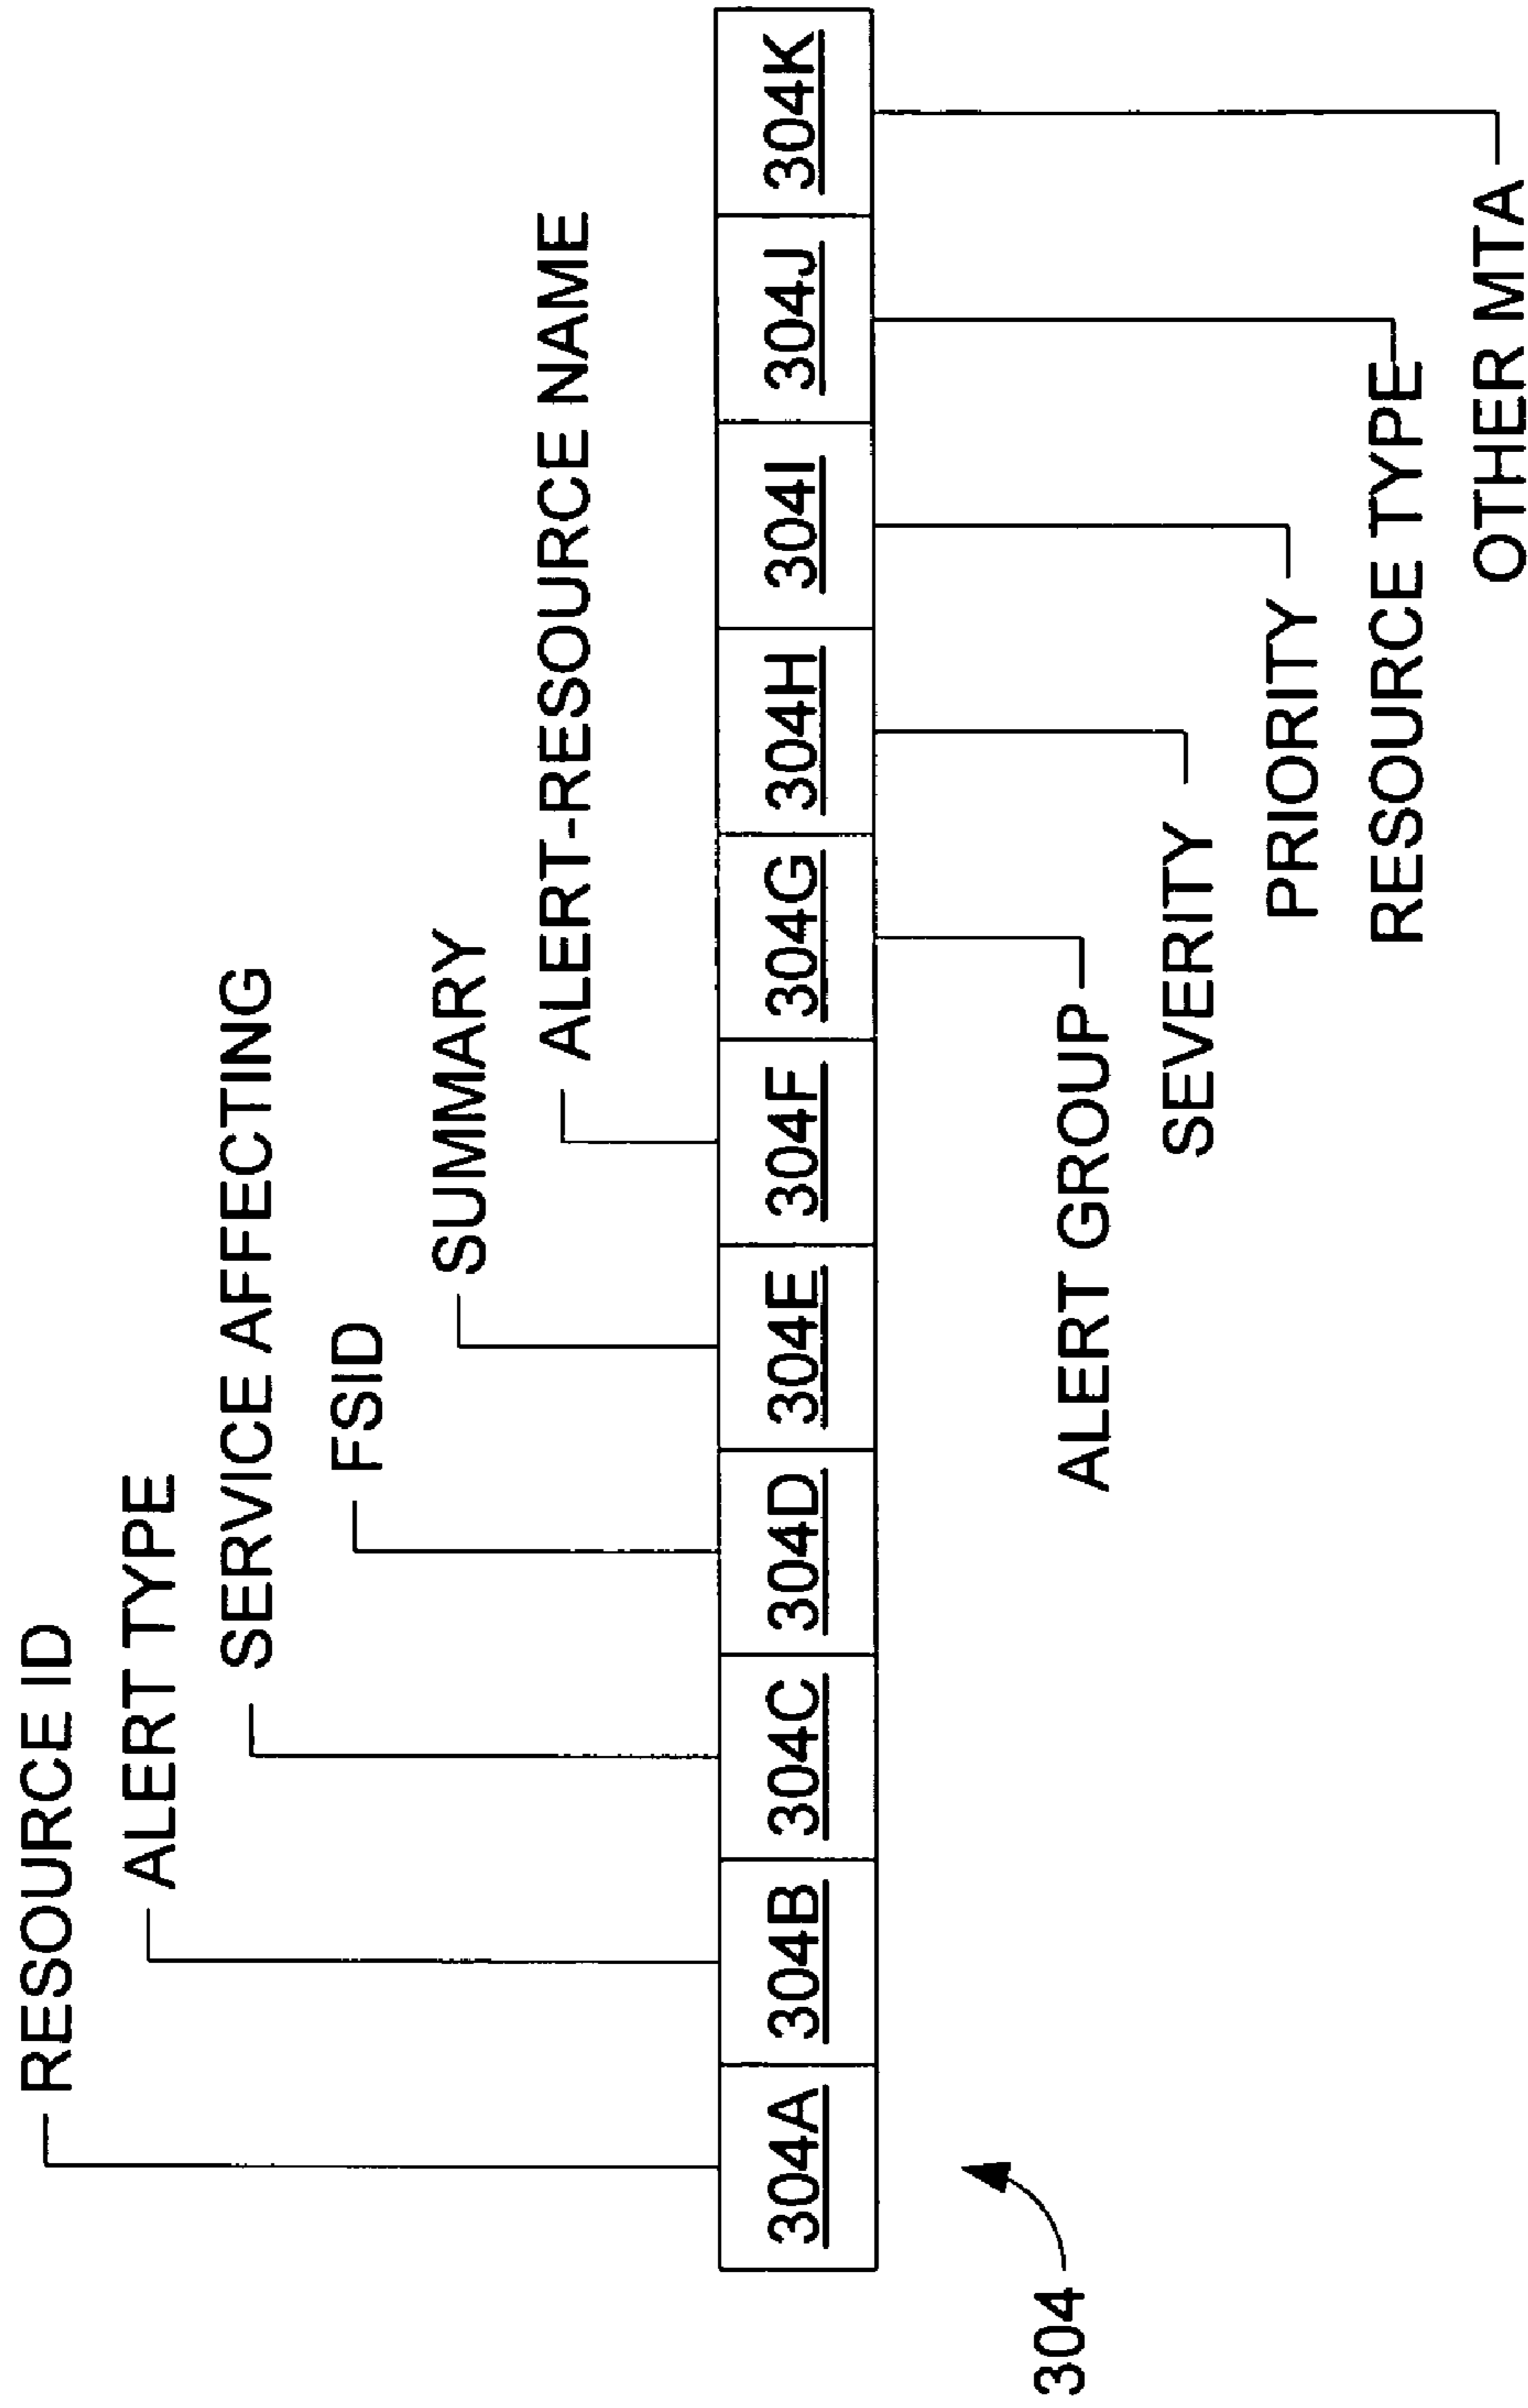 RESOURCE ID
ALERT TYPE
SERVICE AFFECTING
FSID
SUMMARY
ALERT-RESOURCE NAME
304A 304B 304C 304D 304E 304F 304G 304H 304I 304J 304K
304
ALERT GROUP
SEVERITY
PRIORITY
RESOURCE TYPE
OTHER MTA